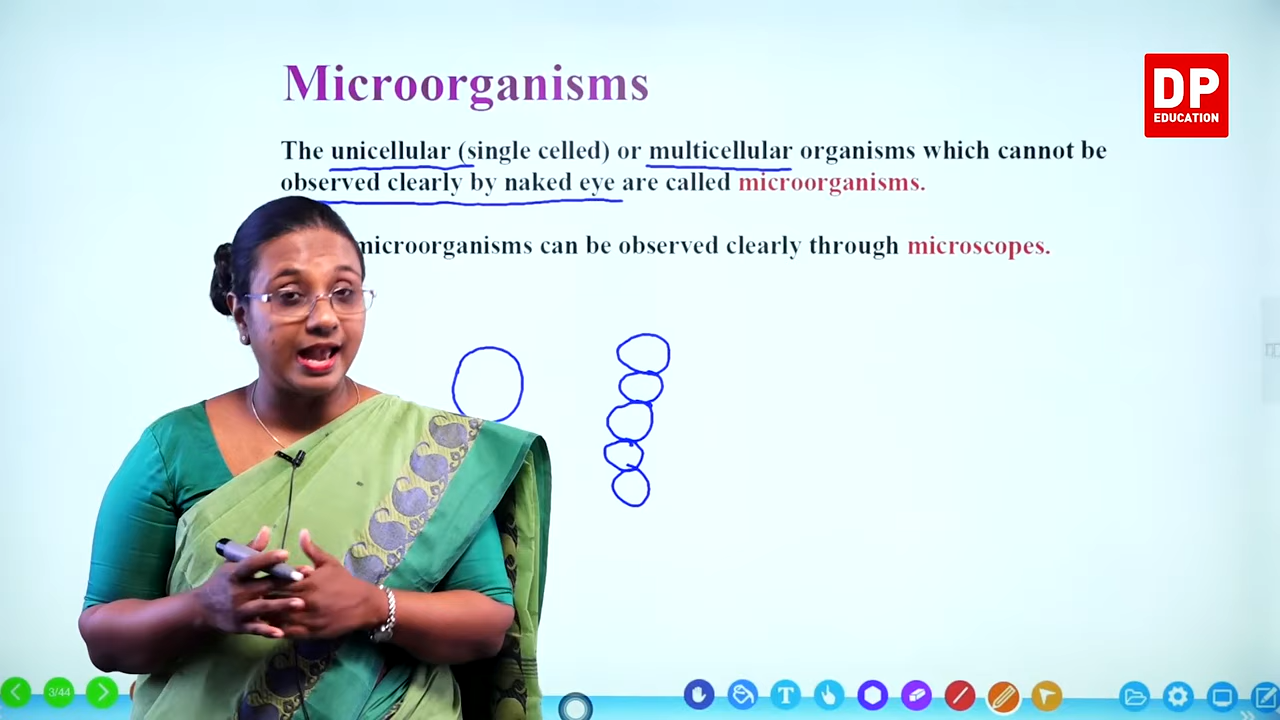 Microorganisms
DP
EDUCATION
The unicellular (single celled) or multicellular organisms which cannot be
observed clearly by naked eye are called microorganisms.
microorganisms can be observed clearly through microscopes.
3/44
T